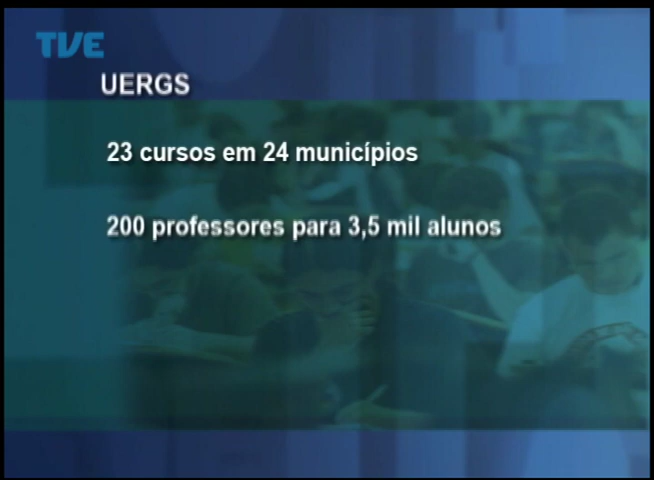 TVE
UERGS
23 cursos em 24 municípios
200 professores para 3,5 mil alunos